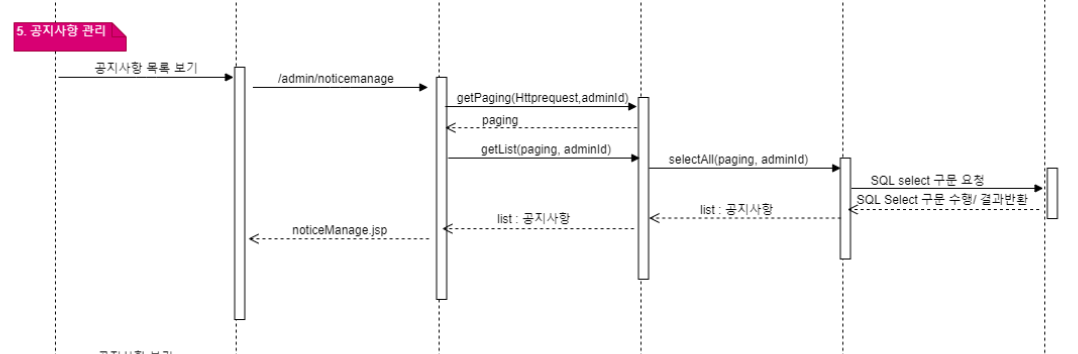 5. 공지사항 관리
공지사항 목록 보기
/admin/noticemanage
getPaging(Httprequest,adminId)
paging
getList(paging, adminId)
selectAll(paging, adminId)
SQL select 구문 요청
SQL Select 구문 수행/ 결과반환
list : 공지사항
list : 공지사항
noticeManage.jsp